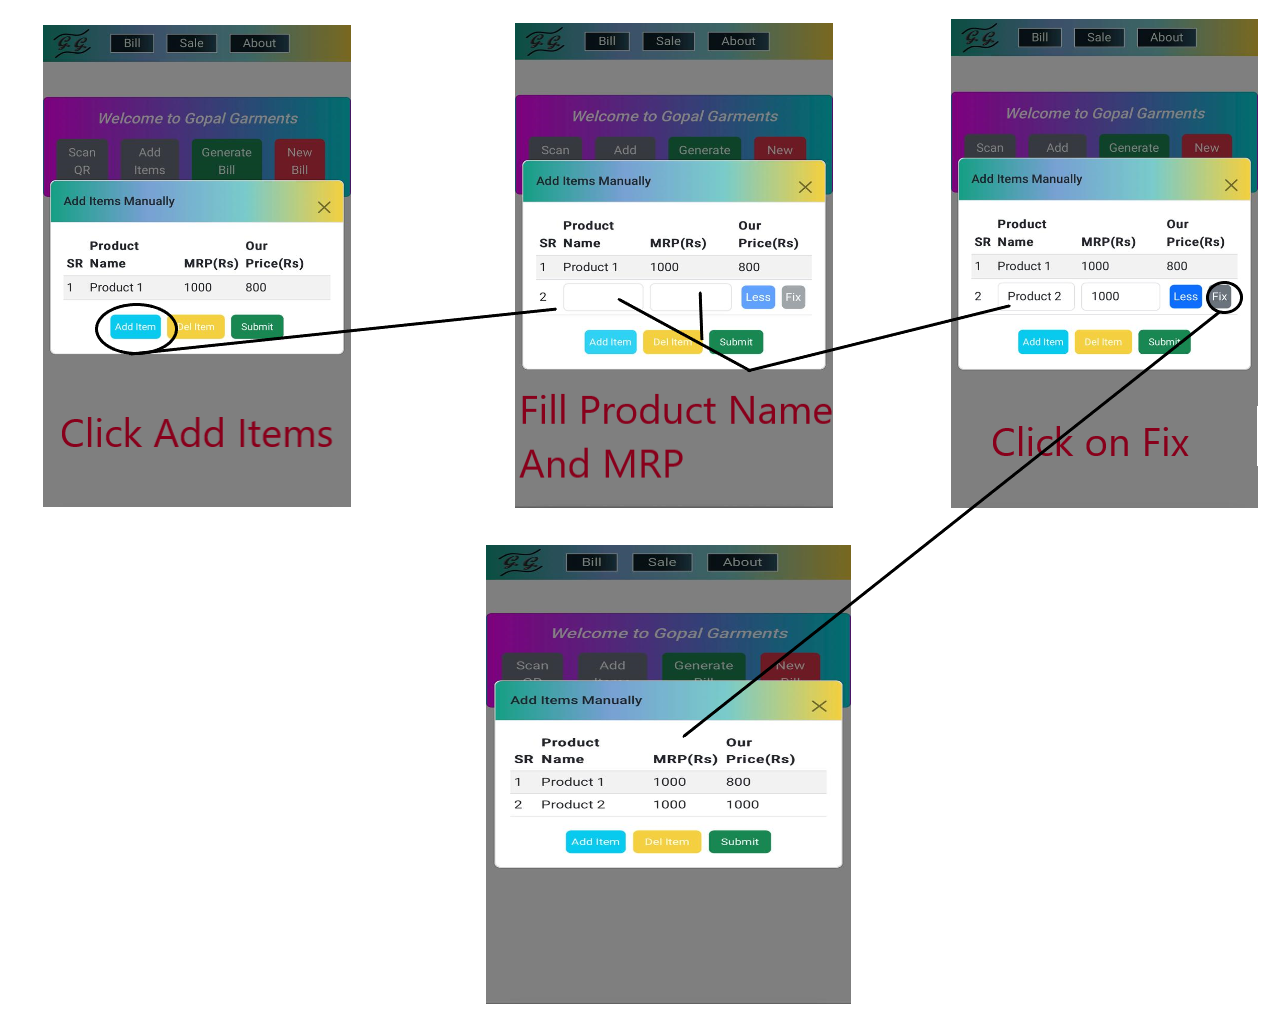 G. G. Bill Sale About
Welcome to Gopal Garments
Scan QR Add Items Generate Bill New Bill
Add Items Manually
SR Product Name MRP(Rs) Our Price(Rs)
1 Product 1 1000 800
Add Item Del Item Submit
Click Add Items
G. G. Bill Sale About
Welcome to Gopal Garments
Scan Add Generate New
Add Items Manually
SR Product Name MRP(Rs) Our Price(Rs)
1 Product 1 1000 800
2 Less Fix
Add Item Del Item Submit
Fill Product Name
And MRP
G. G. Bill Sale About
Welcome to Gopal Garments
Scan Add Generate New
Add Items Manually
SR Product Name MRP(Rs) Our Price(Rs)
1 Product 1 1000 800
2 Product 2 1000 Less Fix
Add Item Del Item Submit
Click on Fix
G. G. Bill Sale About
Welcome to Gopal Garments
Scan Add Generate New
Add Items Manually
SR Product Name MRP(Rs) Our Price(Rs)
1 Product 1 1000 800
2 Product 2 1000 1000
Add Item Del Item Submit